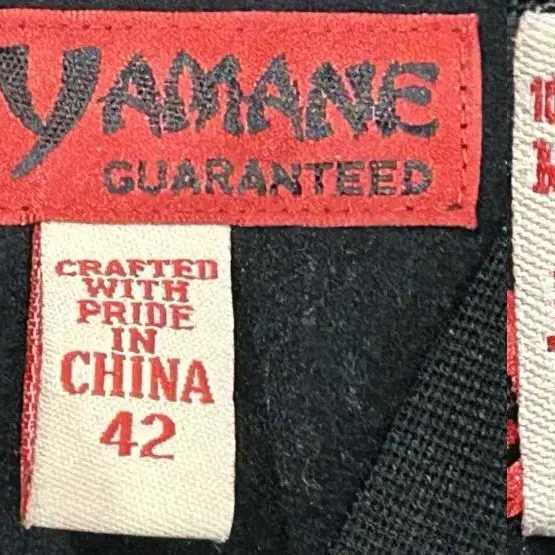 YAMANE
GUARANTEED
CRAFTED
WITH
PRIDE
IN
CHINA
42